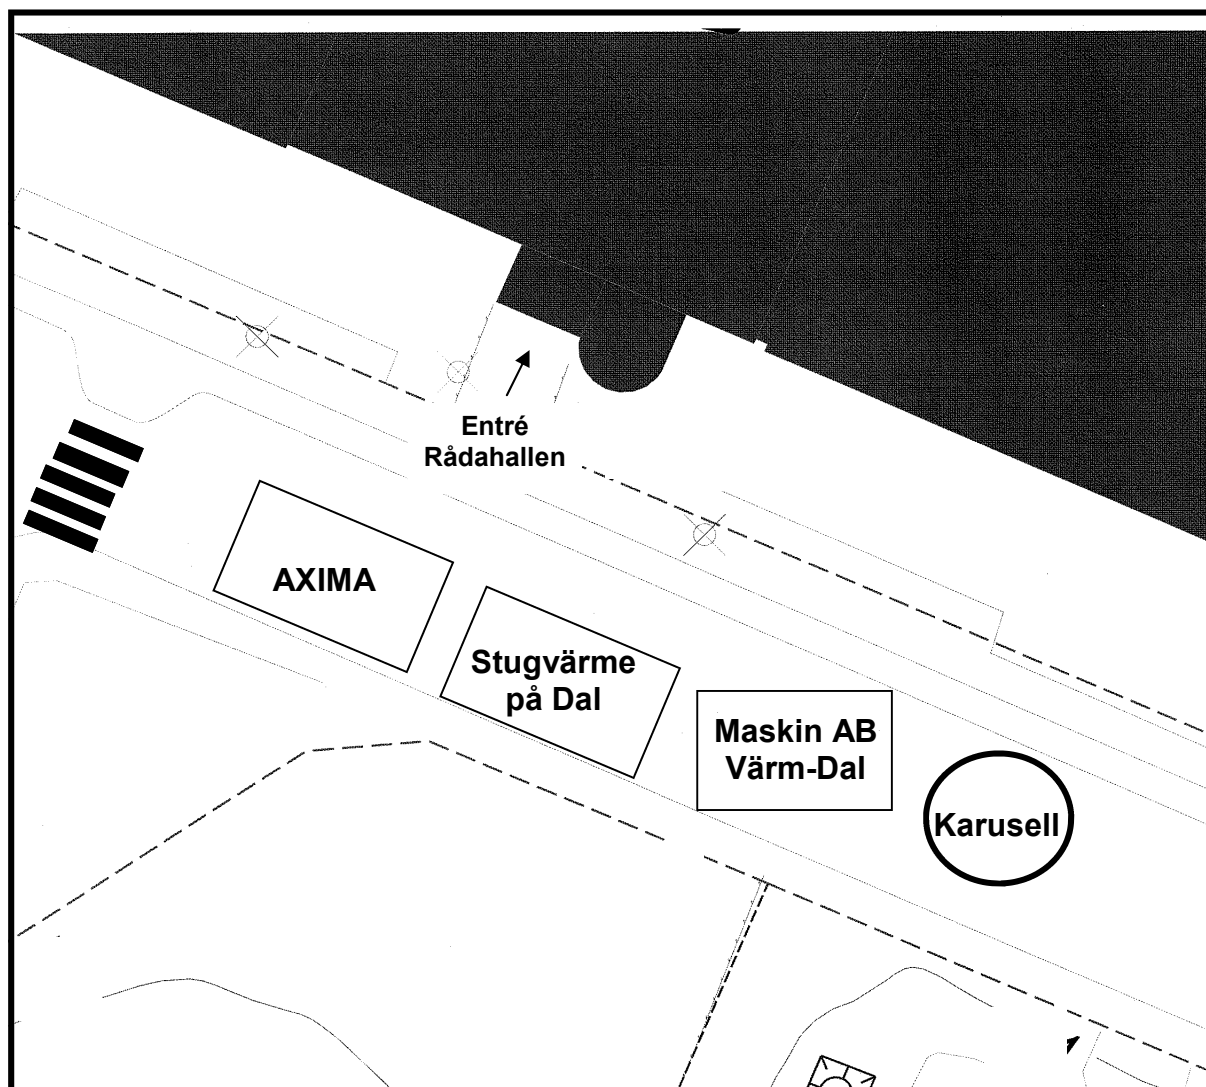 Entré
Rådahallen
AXIMA
Stugvärme
på Dal
Maskin AB
Värm-Dal
Karusell